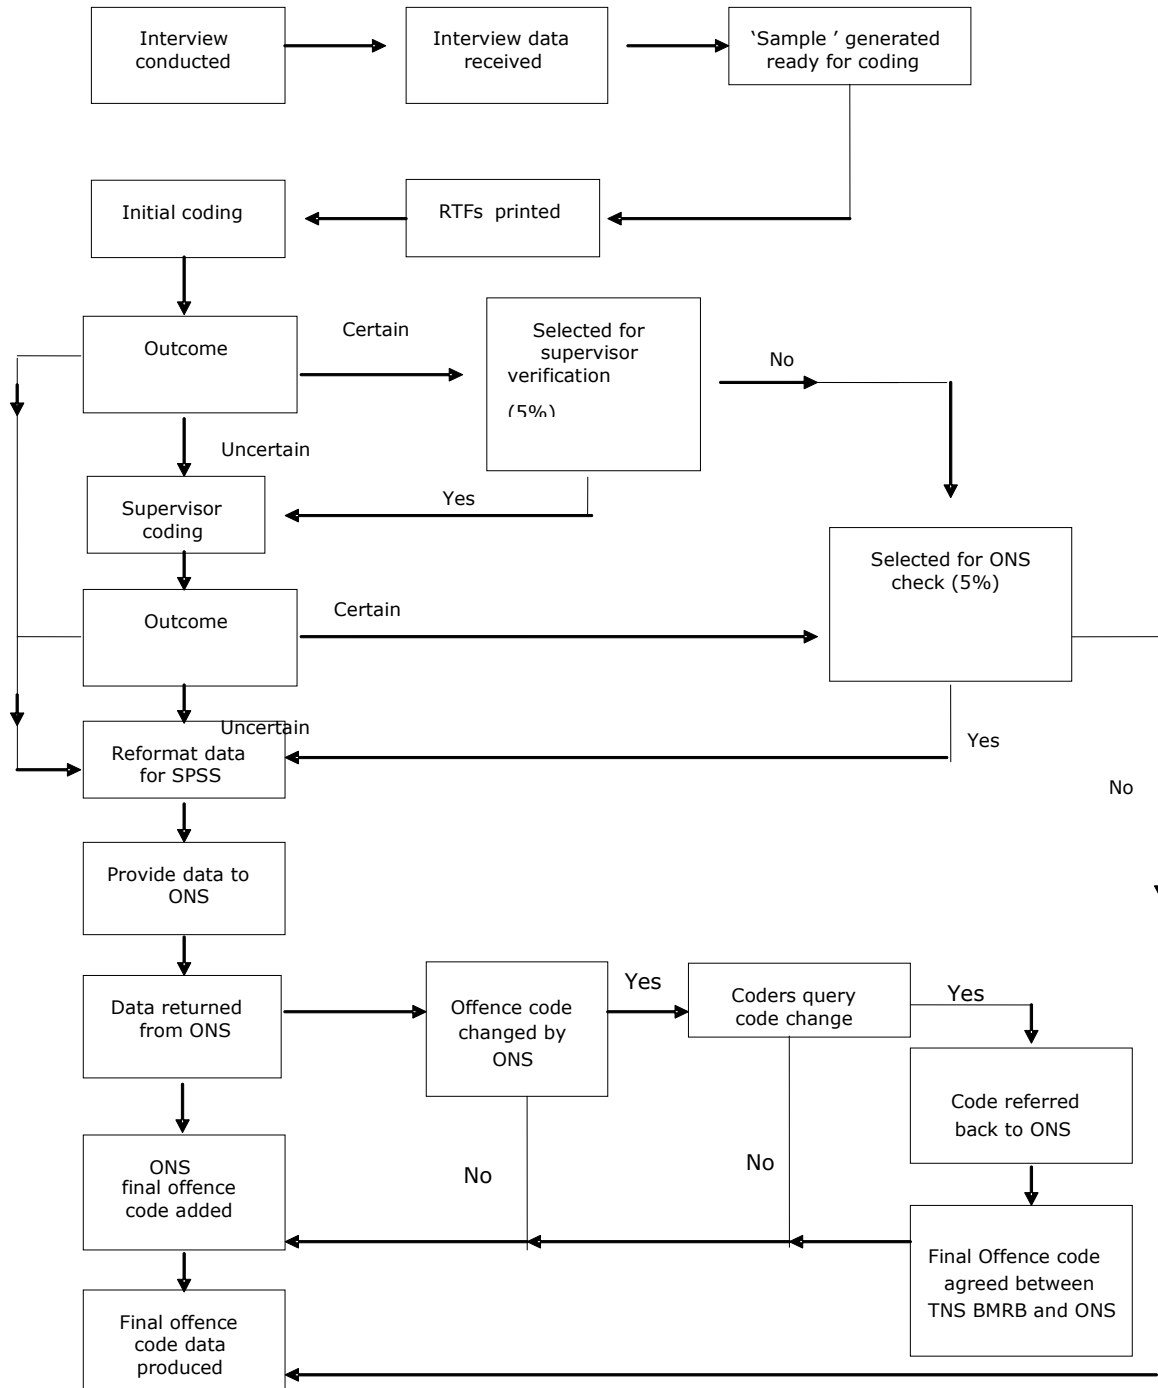 Interview
conducted
Interview data
received
‘Sample ’ generated
ready for coding
Initial coding
RTFs printed
Outcome
Certain
Selected for
supervisor
verification
(5%)
No
Uncertain
Yes
Supervisor
coding
Selected for ONS
check (5%)
Outcome
Certain
Uncertain
Reformat data
for SPSS
Yes
No
Provide data to
ONS
Data returned
from ONS
Offence code
changed by
ONS
Yes
Coders query
code change
Yes
Code referred
back to ONS
ONS
final offence
code added
No
No
Final Offence code
agreed between
TNS BMRB and ONS
Final offence
code data
produced